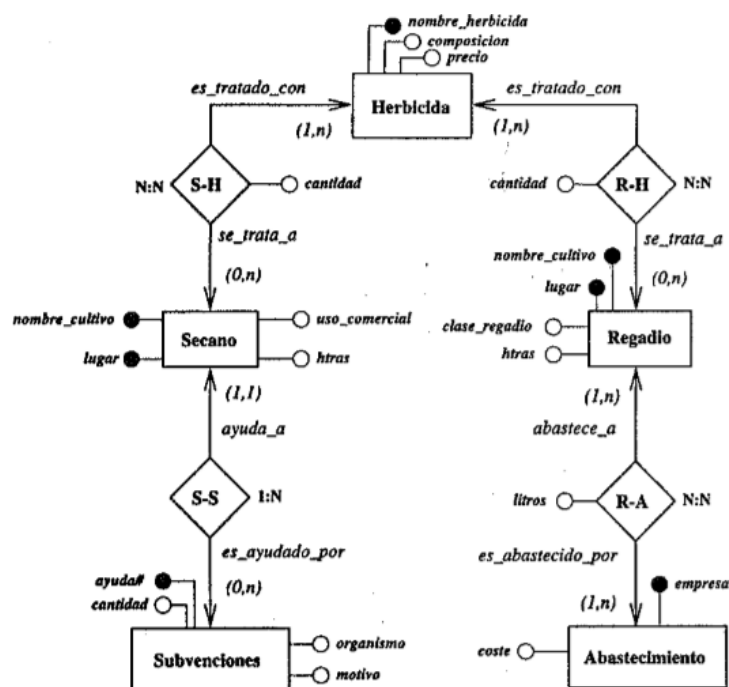 nombre_herbicida
composicion
precio
es_tratado_con
es_tratado_con
Herbicida
(1,n)
(1,n)
N:N
S-H
cantidad
cantidad
R-H
N:N
se_trata_a
se_trata_a
nombre_cultivo
(0,n)
lugar
(0,n)
nombre_cultivo
uso_comercial
clase_regadio
Secano
Regadio
lugar
htras
htras
(1,1)
(1,n)
ayuda_a
abastece_a
S-S
1:N
litros
R-A
N:N
es_ayudado_por
es_abastecido_por
ayuda#
(0,n)
empresa
cantidad
(1,n)
organismo
Subvenciones
coste
Abastecimiento
motivo